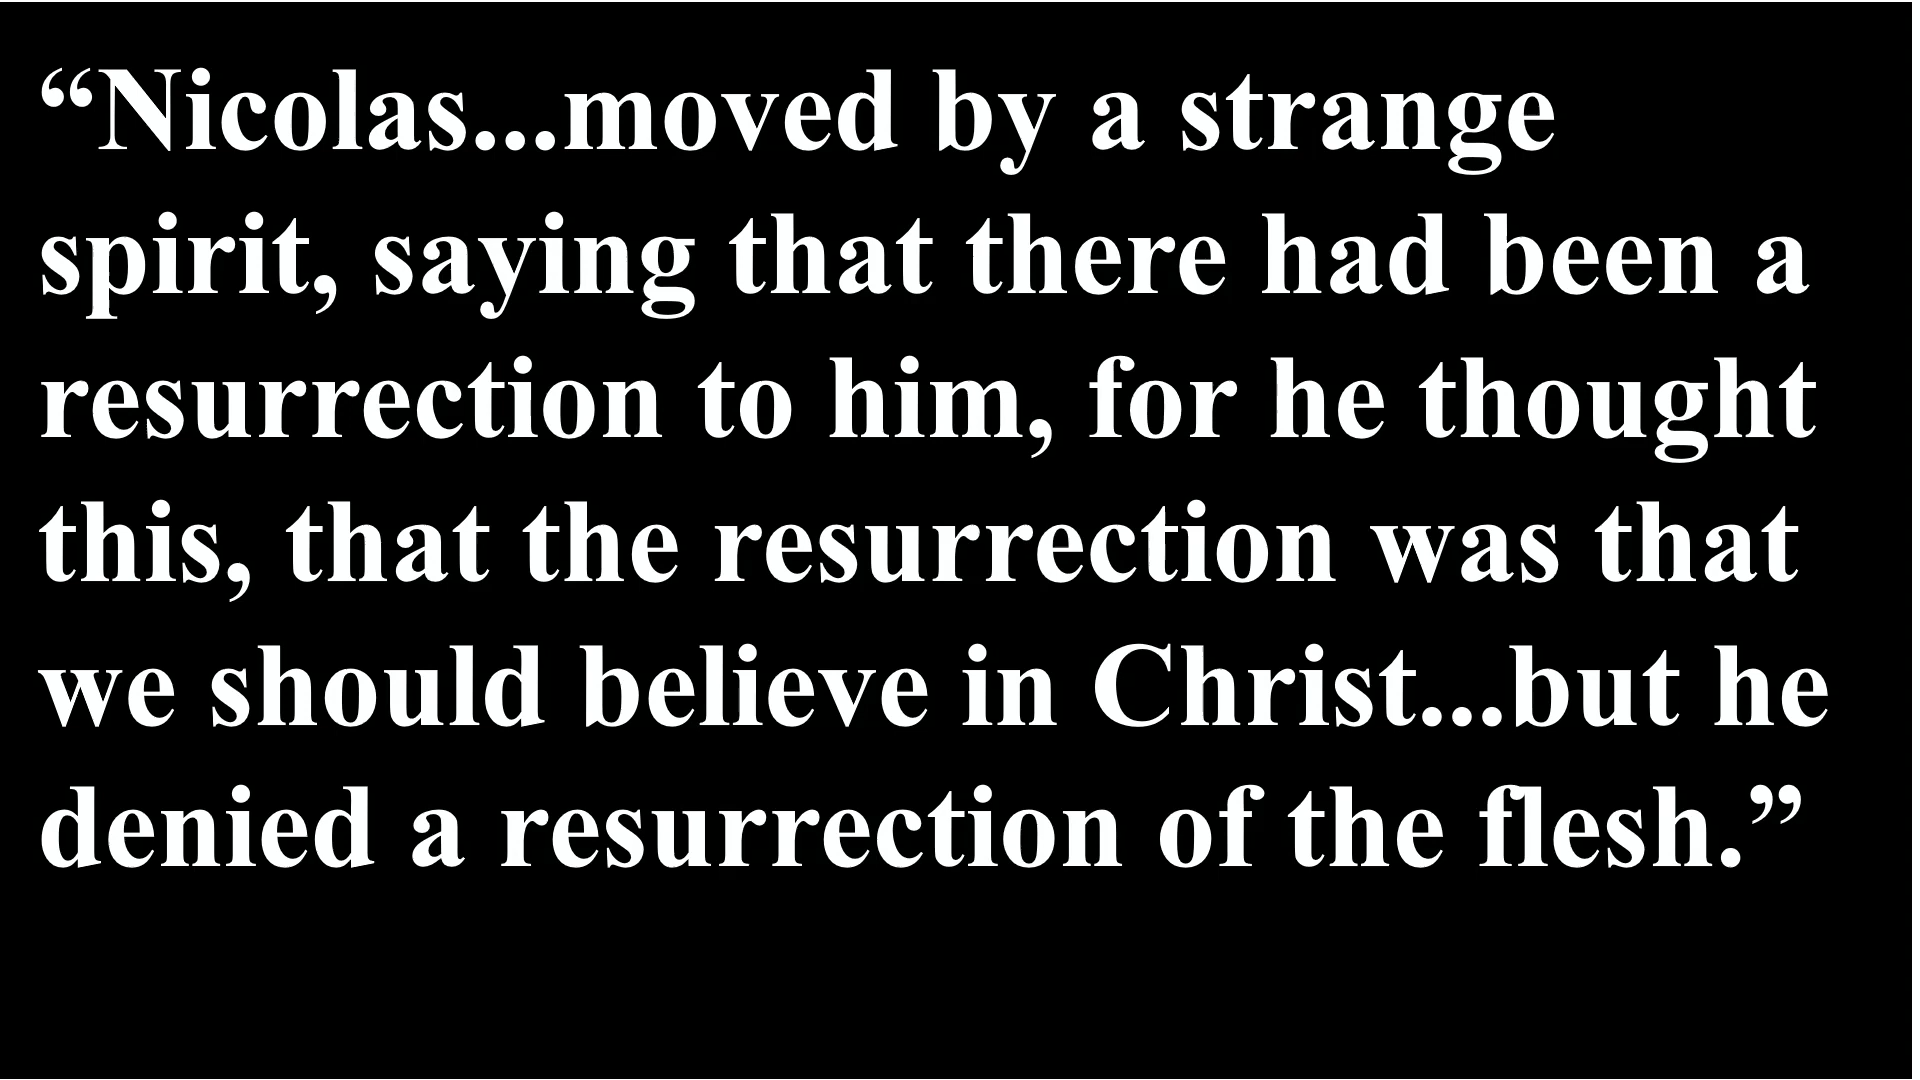 “Nicolas...moved by a strange
spirit, saying that there had been a
resurrection to him, for he thought
this, that the resurrection was that
we should believe in Christ...but he
denied a resurrection of the flesh.”